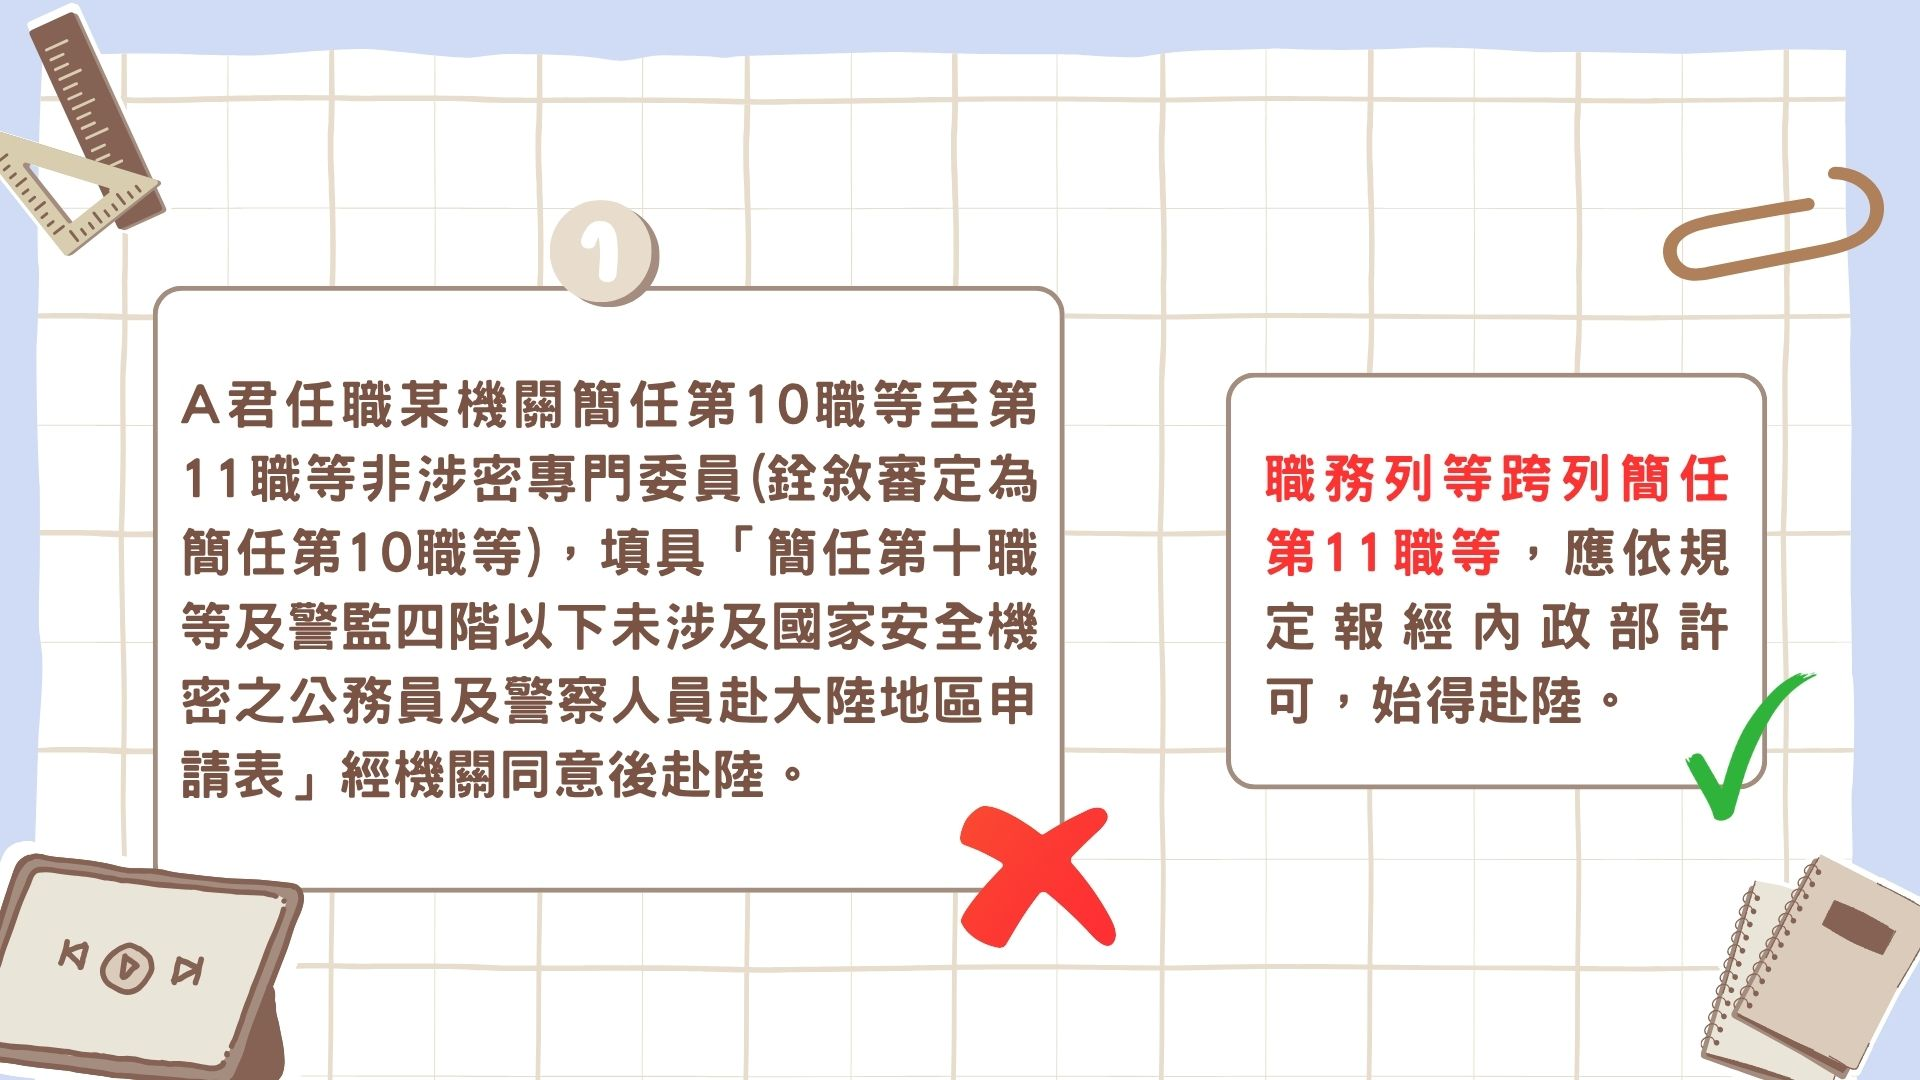 1
A君任職某機關簡任第10職等至第
11職等非涉密專門委員(銓敘審定為
簡任第10職等)，填具「簡任第十職
等及警監四階以下未涉及國家安全機
密之公務員及警察人員赴大陸地區申
請表」經機關同意後赴陸。
職務列等跨列簡任
第11職等，應依規
定報經內政部許
可，始得赴陸。